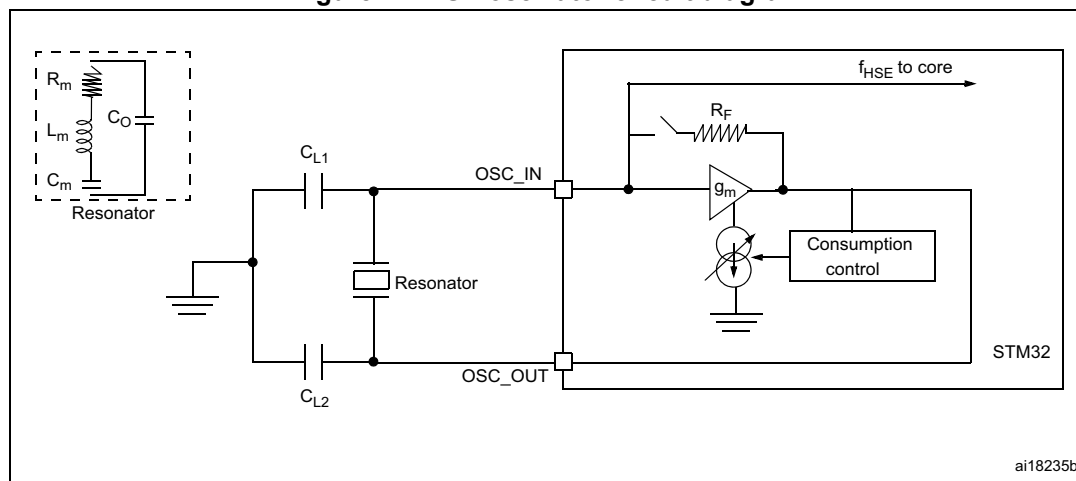 R_m
L_m
C_m
C_O
Resonator
C_L1
C_L2
Resonator
OSC_IN
OSC_OUT
f_HSE to core
R_F
g_m
Consumption
control
STM32
ai18235b